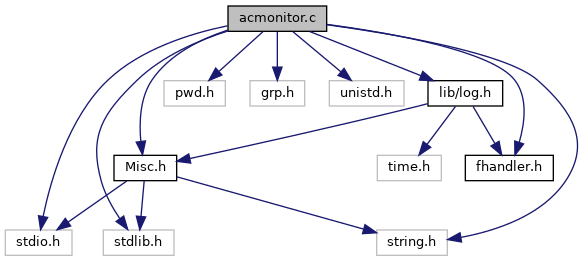 acmonitor.c
pwd.h
grp.h
unistd.h
lib/log.h
Misc.h
time.h
fhandler.h
stdio.h
stdlib.h
string.h